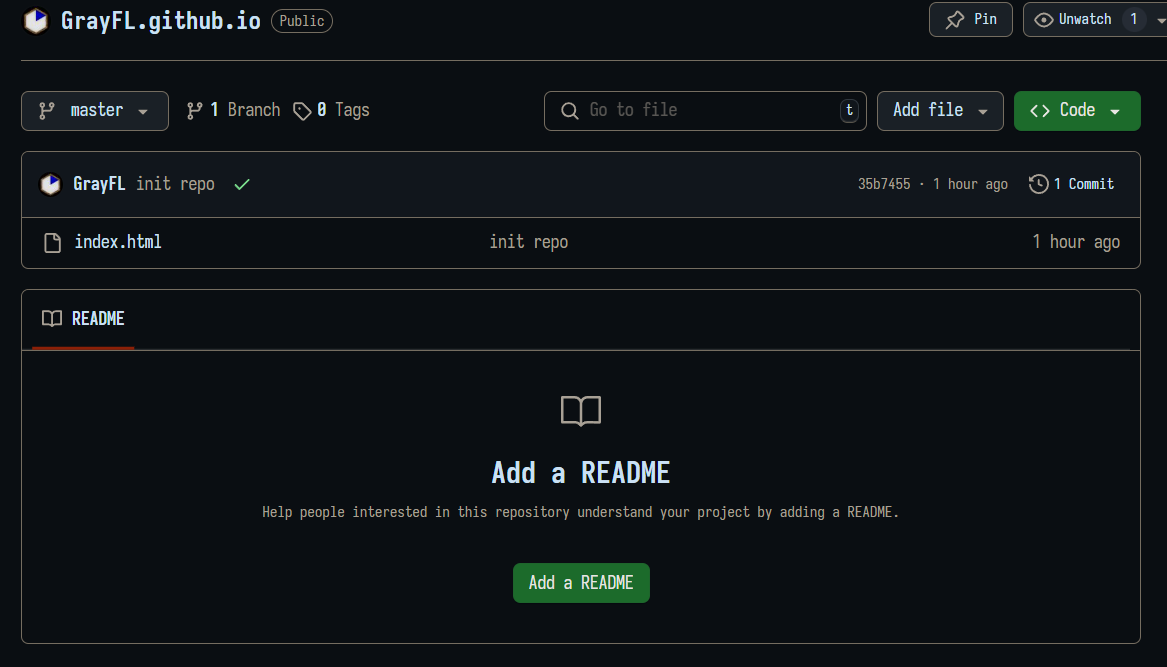 GrayFL.github.io Public Pin Unwatch 1
master 1 Branch 0 Tags Go to file t Add file Code
GrayFL init repo 35b7455 · 1 hour ago 1 Commit
index.html init repo 1 hour ago
README
Add a README
Help people interested in this repository understand your project by adding a README.
Add a README